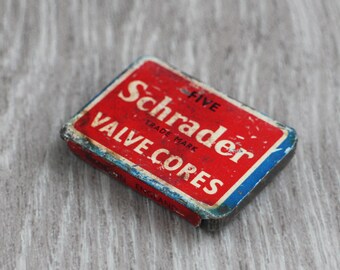 FIVE
Schrader
TRADE MARK
VALVE CORES